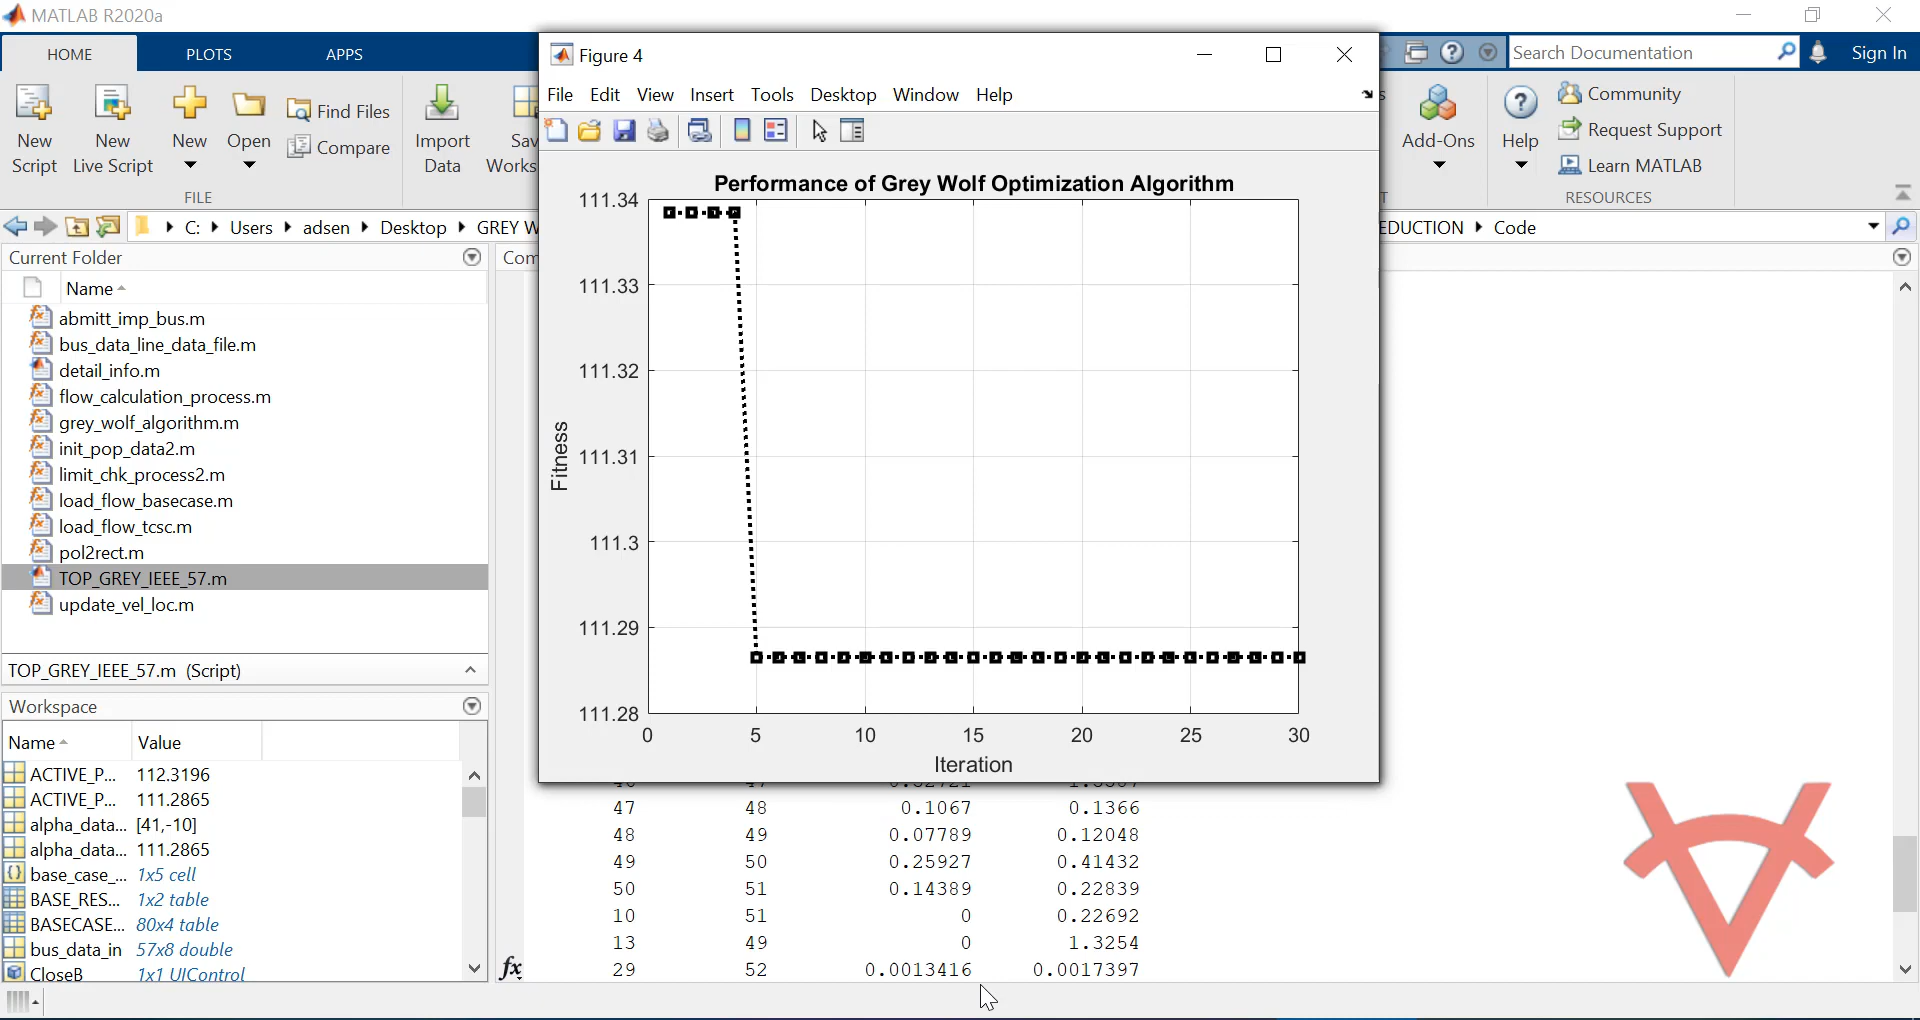 MATLAB R2020a
HOME PLOTS APPS
Search Documentation Sign In
New Script
New Live Script
New
Open
Find Files
Compare
Import Data
Sav
Works
FILE
Add-Ons
Help
Community
Request Support
Learn MATLAB
RESOURCES
C: Users adsen Desktop GREY W
EDUCTION Code
Current Folder
Com
Name
abmitt_imp_bus.m
bus_data_line_data_file.m
detail_info.m
flow_calculation_process.m
grey_wolf_algorithm.m
init_pop_data2.m
limit_chk_process2.m
load_flow_basecase.m
load_flow_tcsc.m
pol2rect.m
TOP_GREY_IEEE_57.m
update_vel_loc.m
TOP_GREY_IEEE_57.m (Script)
Workspace
Name Value
ACTIVE_P... 112.3196
ACTIVE_P... 111.2865
alpha_data... [41,-10]
alpha_data... 111.2865
base_case_... 1x5 cell
BASE_RES... 1x2 table
BASECASE... 80x4 table
bus_data_in 57x8 double
CloseB 1x1 UIControl
Figure 4
File Edit View Insert Tools Desktop Window Help
Performance of Grey Wolf Optimization Algorithm
111.34
111.33
111.32
111.31
111.3
111.29
111.28
Fitness
0 5 10 15 20 25 30
Iteration
47 48 0.1067 0.1366
48 49 0.07789 0.12048
49 50 0.25927 0.41432
50 51 0.14389 0.22839
10 51 0 0.22692
13 49 0 1.3254
29 52 0.0013416 0.0017397
fx